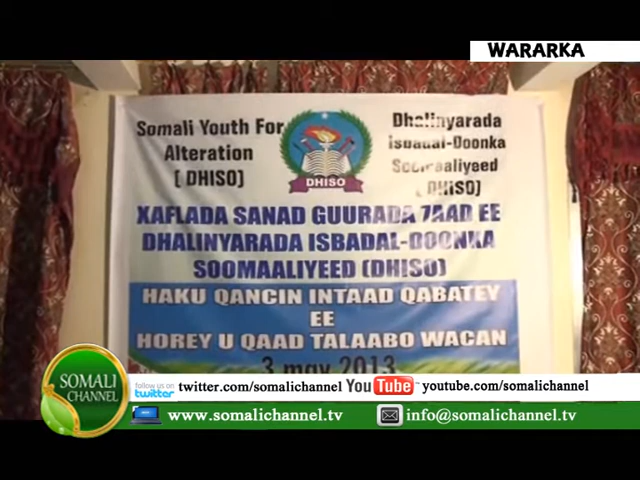 WARARKA
Somali Youth For
Alteration
[ DHISO]
Dhalinyarada
isbadal-Doonka
Soomaaliyeed
( DHISO]
DHISO
XAFLADA SANAD GUURADA 7AAD EE
DHALINYARADA ISBADAL-DOONKA
SOOMAALIYEED (DHISO)
HAKU QANCIN INTAAD QABATEY
EE
HOREY U QAAD TALAABO WACAN
3 may 2013
SOMALI
CHANNEL
follow us on
twitter
twitter.com/somalichannel
YouTube
youtube.com/somalichannel
www.somalichannel.tv
info@somalichannel.tv